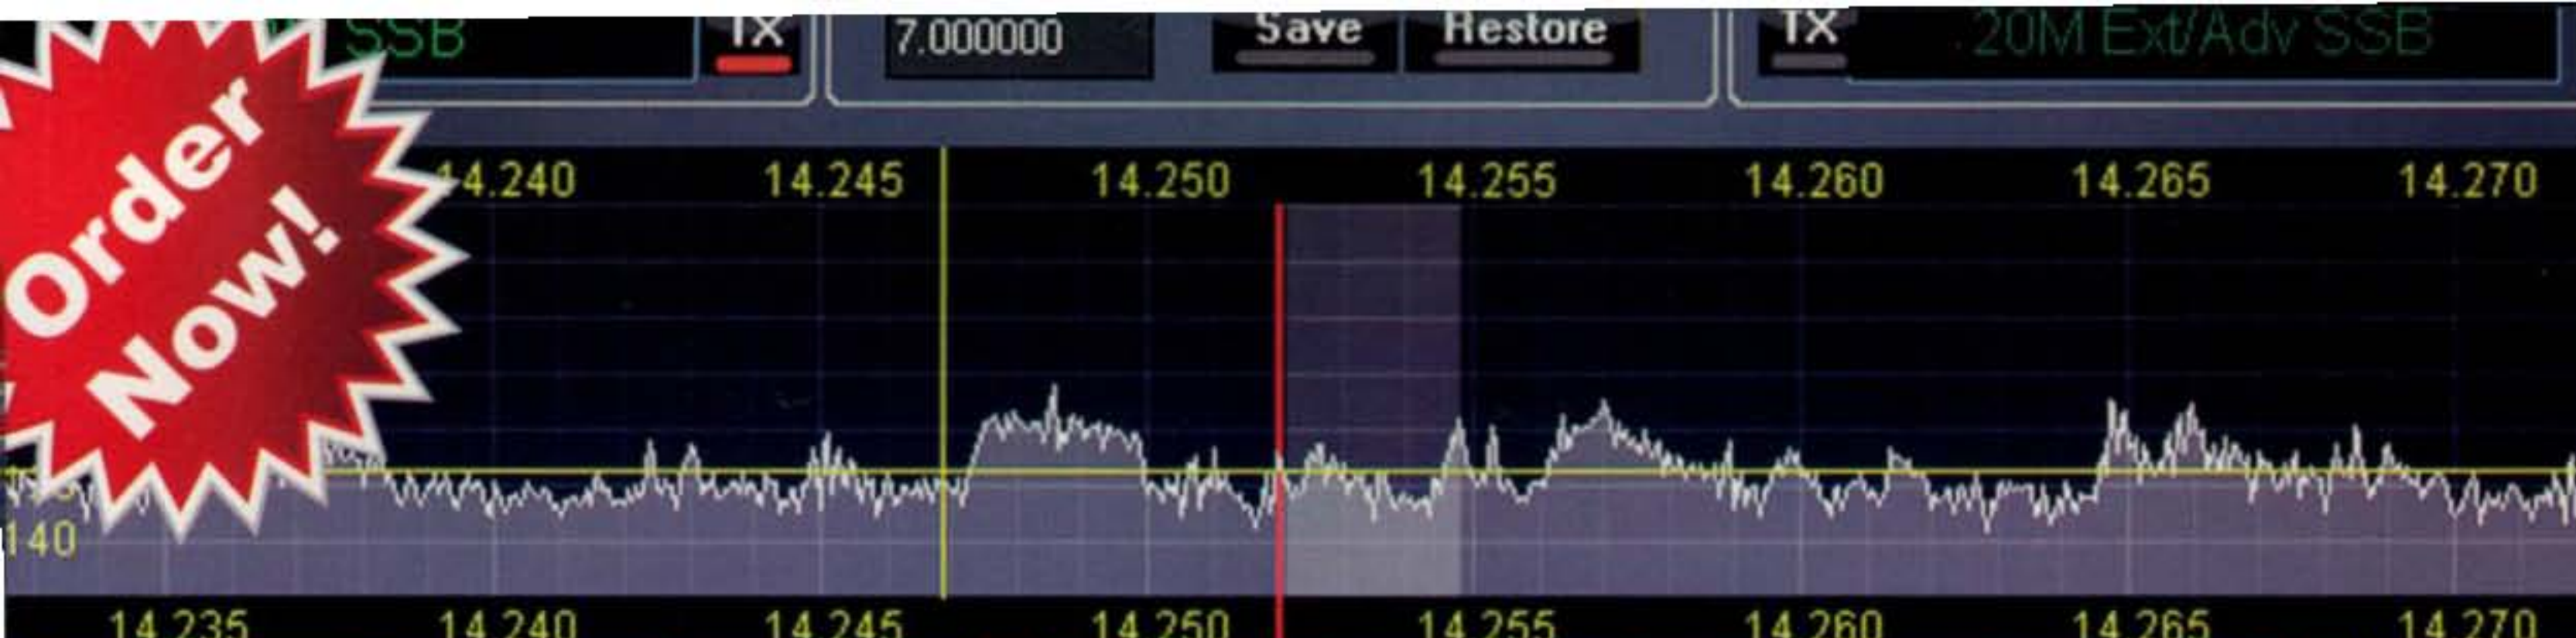 SSB TX 7.000000 Save Restore TX 20M Ext/Adv SSB
Order
Now!
14.240 14.245 14.250 14.255 14.260 14.265 14.270
140
14.235 14.240 14.245 14.250 14.255 14.260 14.265 14.270